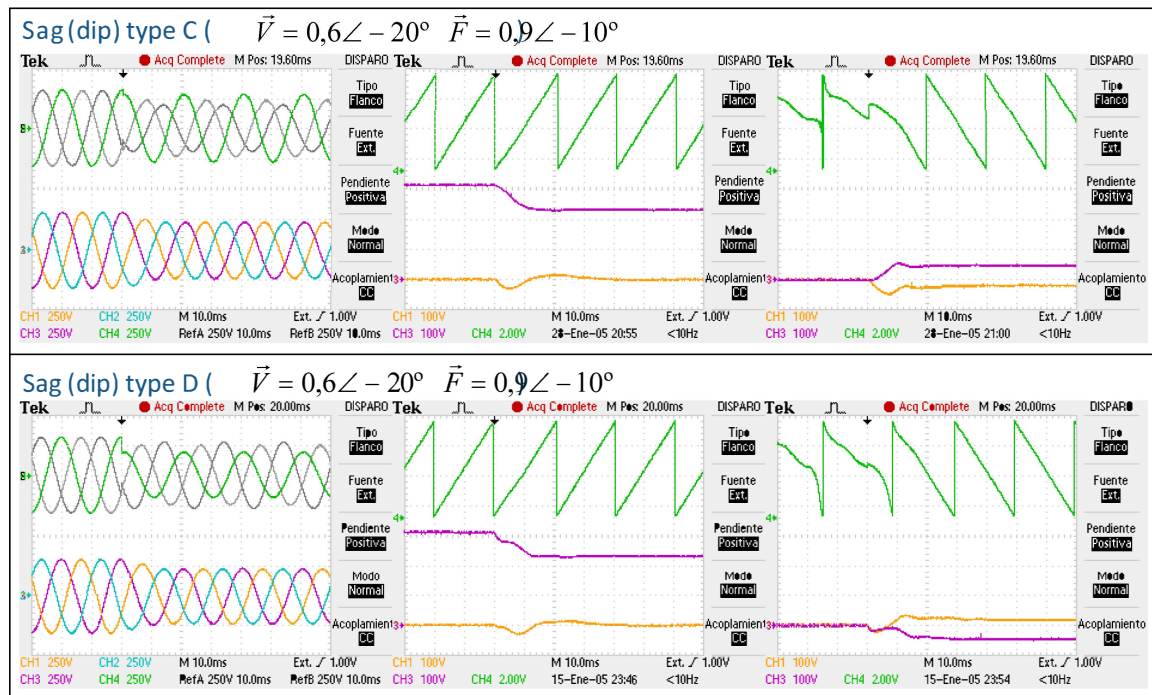 Sag (dip) type C ( V⃗ = 0,6∠ − 20º F⃗ = 0,9∠ − 10º )
Tek Acq Complete M Pos: 19.60ms DISPARO
Tipo
Flanco
Fuente
Ext.
Pendiente
Positiva
Modo
Normal
Acoplamiento
CC
3
3
CH1 250V CH2 250V M 10.0ms Ext. 1.00V
CH3 250V CH4 250V RefA 250V 10.0ms RefB 250V 10.0ms
Tek Acq Complete M Pos: 19.60ms DISPARO
Tipo
Flanco
Fuente
Ext.
Pendiente
Positiva
Modo
Normal
Acoplamiento
CC
4
3
CH1 100V M 10.0ms Ext. 1.00V
CH3 100V CH4 2.00V 28-Ene-05 20:55 <10Hz
Tek Acq Complete M Pos: 19.60ms DISPARO
Tipo
Flanco
Fuente
Ext.
Pendiente
Positiva
Modo
Normal
Acoplamiento
CC
4
3
CH1 100V M 10.0ms Ext. 1.00V
CH3 100V CH4 2.00V 28-Ene-05 21:00 <10Hz
Sag (dip) type D ( V⃗ = 0,6∠ − 20º F⃗ = 0,9∠ − 10º )
Tek Acq Complete M Pos: 20.00ms DISPARO
Tipo
Flanco
Fuente
Ext.
Pendiente
Positiva
Modo
Normal
Acoplamiento
CC
3
CH1 250V CH2 250V M 10.0ms Ext. 1.00V
CH3 250V CH4 250V RefA 250V 10.0ms RefB 250V 10.0ms
Tek Acq Complete M Pos: 20.00ms DISPARO
Tipo
Flanco
Fuente
Ext.
Pendiente
Positiva
Modo
Normal
Acoplamiento
CC
4
3
CH1 100V M 10.0ms Ext. 1.00V
CH3 100V CH4 2.00V 15-Ene-05 23:46 <10Hz
Tek Acq Complete M Pos: 20.00ms DISPARO
Tipo
Flanco
Fuente
Ext.
Pendiente
Positiva
Modo
Normal
Acoplamiento
CC
4
3
CH1 100V M 10.0ms Ext. 1.00V
CH3 100V CH4 2.00V 15-Ene-05 23:54 <10Hz